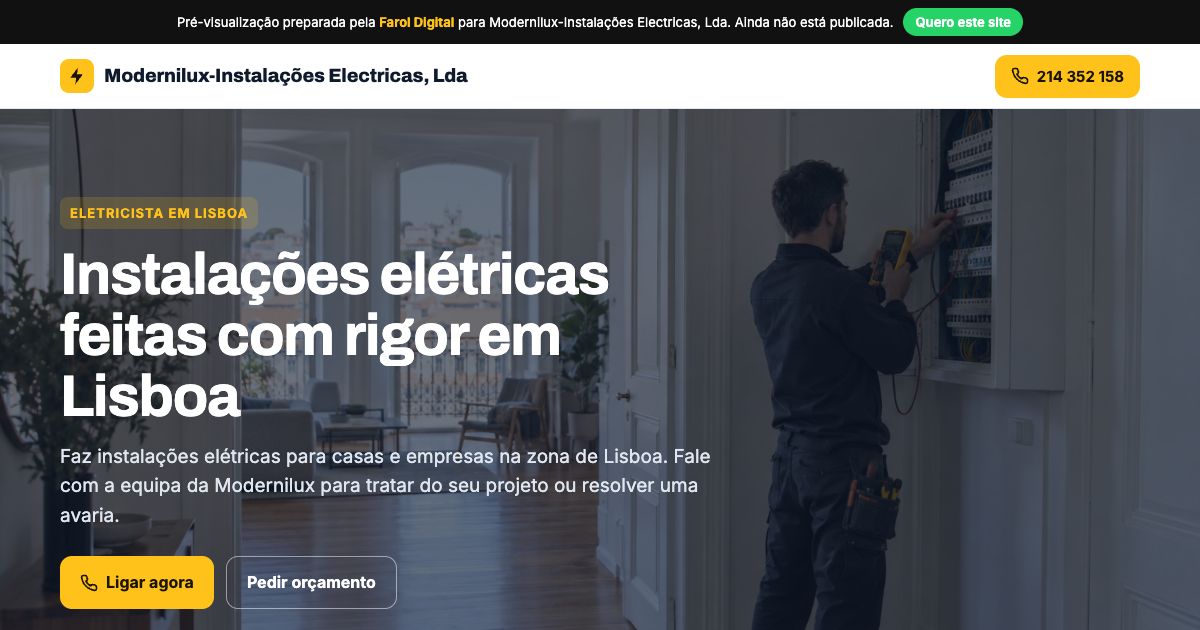 Pré-visualização preparada pela Farol Digital para Modernilux-Instalações Electricas, Lda. Ainda não está publicada.
Quero este site
Modernilux-Instalações Electricas, Lda
214 352 158
ELETRICISTA EM LISBOA
Instalações elétricas
feitas com rigor em
Lisboa
Faz instalações elétricas para casas e empresas na zona de Lisboa. Fale
com a equipa da Modernilux para tratar do seu projeto ou resolver uma
avaria.
Ligar agora
Pedir orçamento